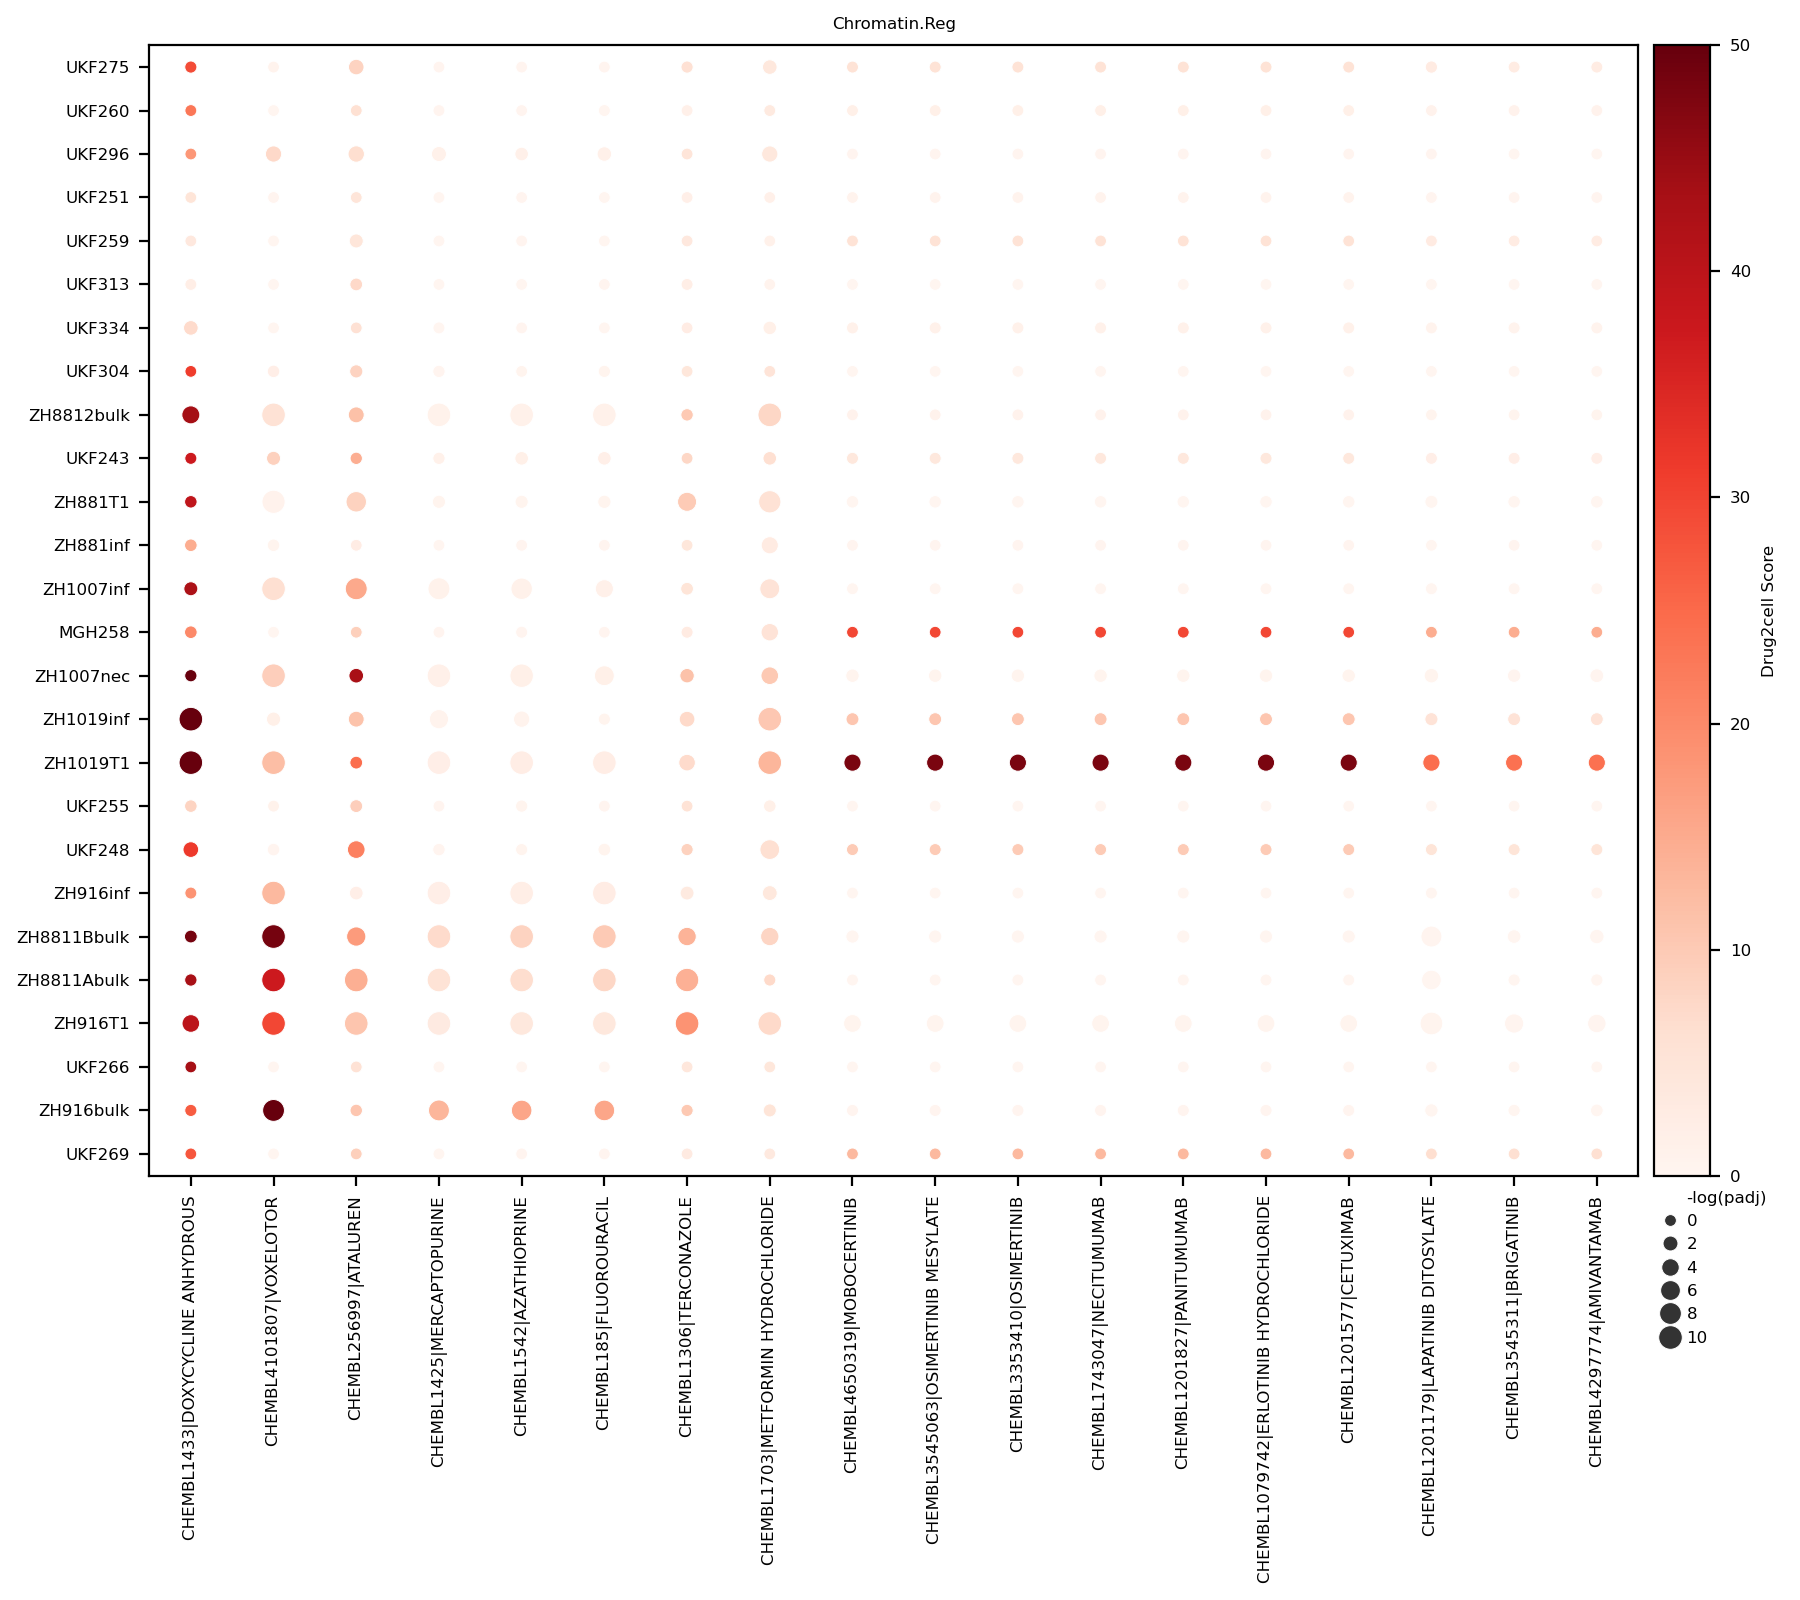 Chromatin.Reg
UKF275
UKF260
UKF296
UKF251
UKF259
UKF313
UKF334
UKF304
ZH8812bulk
UKF243
ZH881T1
ZH881inf
ZH1007inf
MGH258
ZH1007nec
ZH1019inf
ZH1019T1
UKF255
UKF248
ZH916inf
ZH8811Bbulk
ZH8811Abulk
ZH916T1
UKF266
ZH916bulk
UKF269
CHEMBL1433|DOXYCYCLINE ANHYDROUS
CHEMBL4101807|VOXELOTOR
CHEMBL256997|ATALUREN
CHEMBL1425|MERCAPTOPURINE
CHEMBL1542|AZATHIOPRINE
CHEMBL185|FLUOROURACIL
CHEMBL1306|TERCONAZOLE
CHEMBL1703|METFORMIN HYDROCHLORIDE
CHEMBL4650319|MOBOCERTINIB
CHEMBL3545063|OSIMERTINIB MESYLATE
CHEMBL3353410|OSIMERTINIB
CHEMBL1743047|NECITUMUMAB
CHEMBL1201827|PANITUMUMAB
CHEMBL1079742|ERLOTINIB HYDROCHLORIDE
CHEMBL1201577|CETUXIMAB
CHEMBL1201179|LAPATINIB DITOSYLATE
CHEMBL3545311|BRIGATINIB
CHEMBL4297774|AMIVANTAMAB
50
40
30
20
10
0
Drug2cell Score
-log(padj)
0
2
4
6
8
10